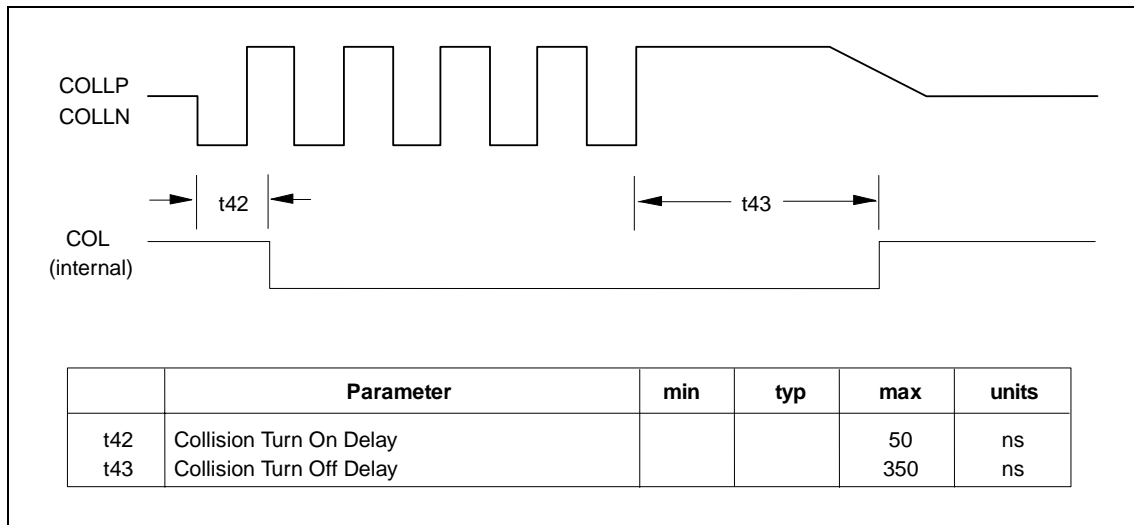 COLLP
COLLN
t42
t43
COL
(internal)
Parameter min typ max units
t42 Collision Turn On Delay 50 ns
t43 Collision Turn Off Delay 350 ns